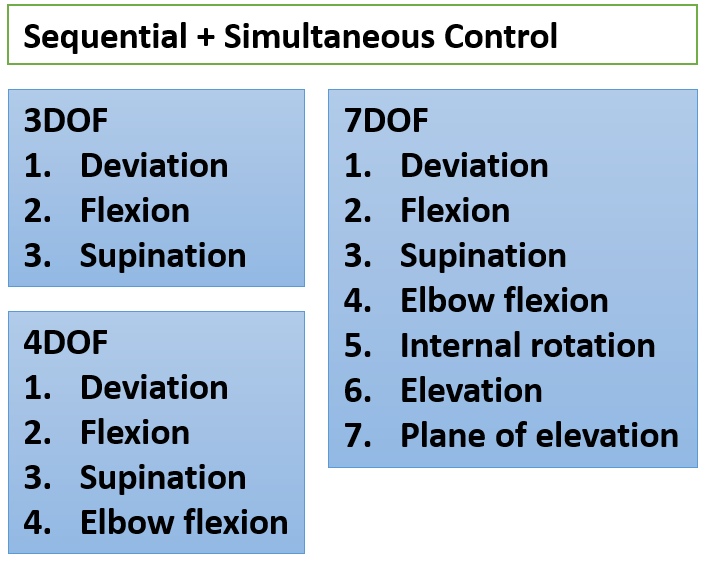 Sequential + Simultaneous Control
3DOF
1. Deviation
2. Flexion
3. Supination
4DOF
1. Deviation
2. Flexion
3. Supination
4. Elbow flexion
7DOF
1. Deviation
2. Flexion
3. Supination
4. Elbow flexion
5. Internal rotation
6. Elevation
7. Plane of elevation